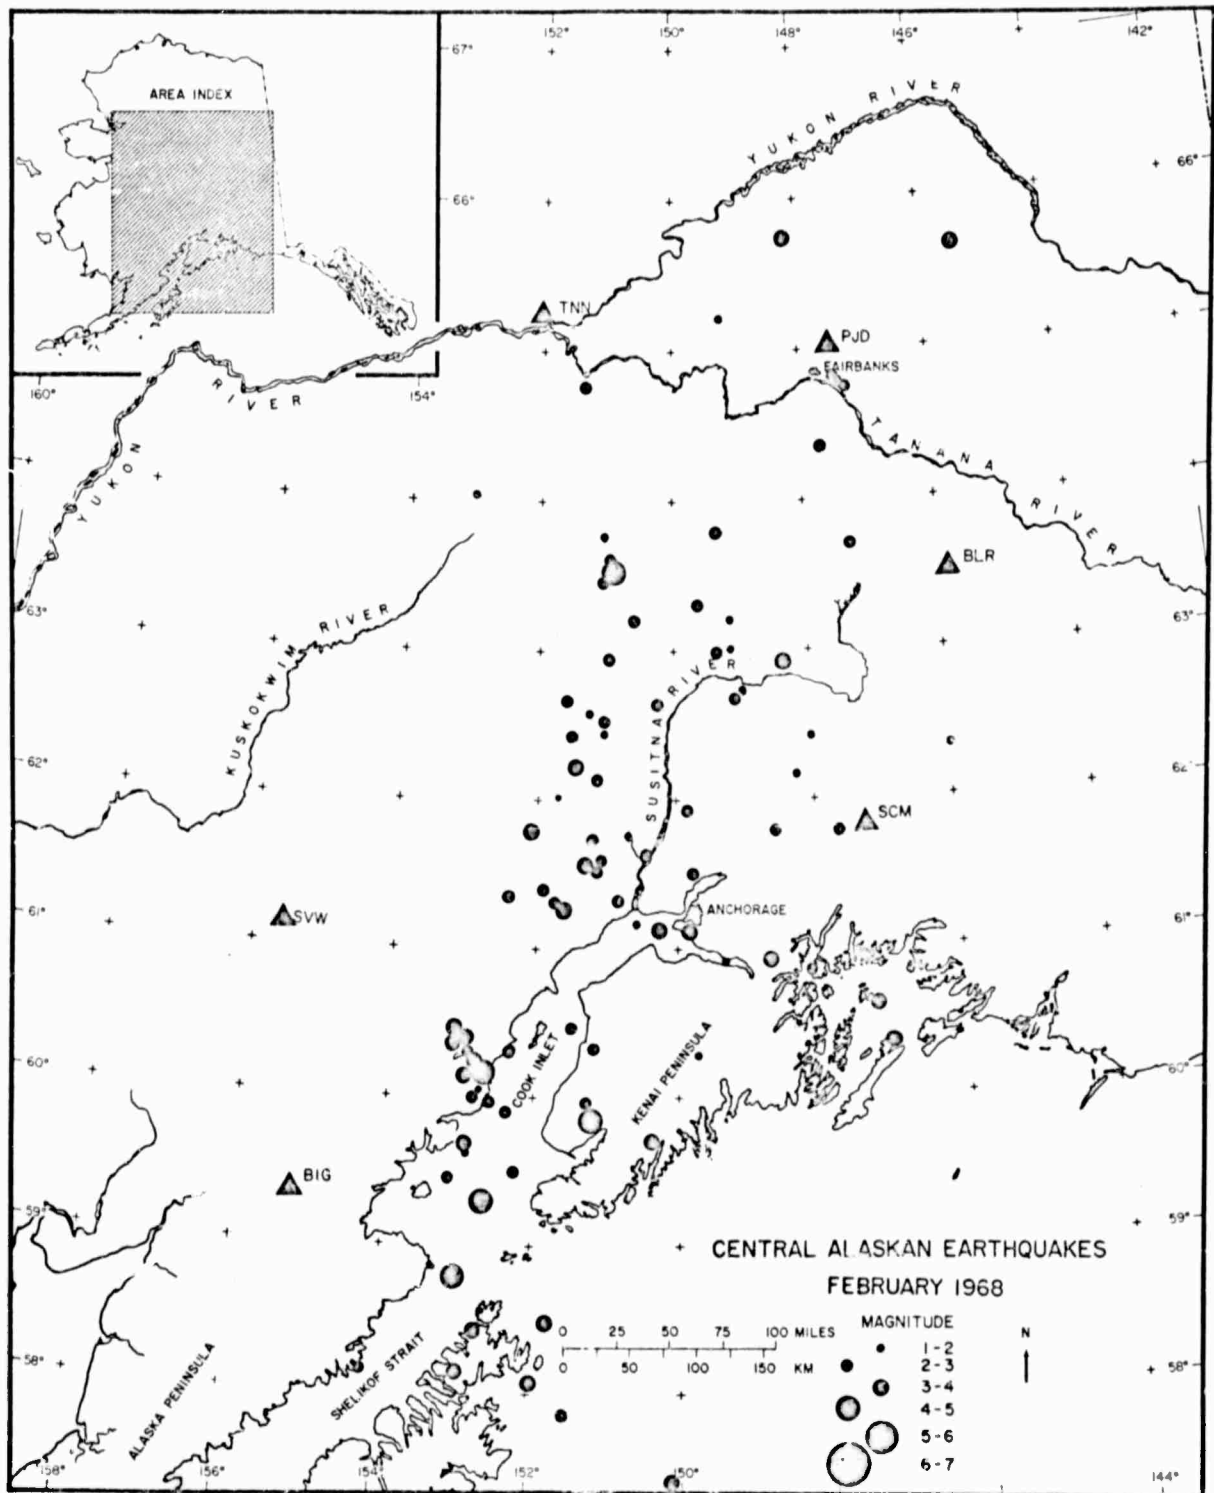 152°
150°
148°
146°
142°
67°
AREA INDEX
YUKON RIVER
66°
66°
TNN
PJD
FAIRBANKS
160°
154°
YUKON RIVER
TANANA RIVER
BLR
63°
63°
KUSKOKWIM RIVER
SUSITNA RIVER
62°
62°
SCM
SVW
61°
ANCHORAGE
61°
COOK INLET
KENAI PENINSULA
60°
60°
BIG
59°
59°
CENTRAL ALASKAN EARTHQUAKES
FEBRUARY 1968
MAGNITUDE
0 25 50 75 100 MILES
0 50 100 150 KM
1-2
2-3
3-4
4-5
5-6
6-7
N
58°
58°
ALASKA PENINSULA
SHELIKOF STRAIT
158°
156°
154°
152°
150°
144°